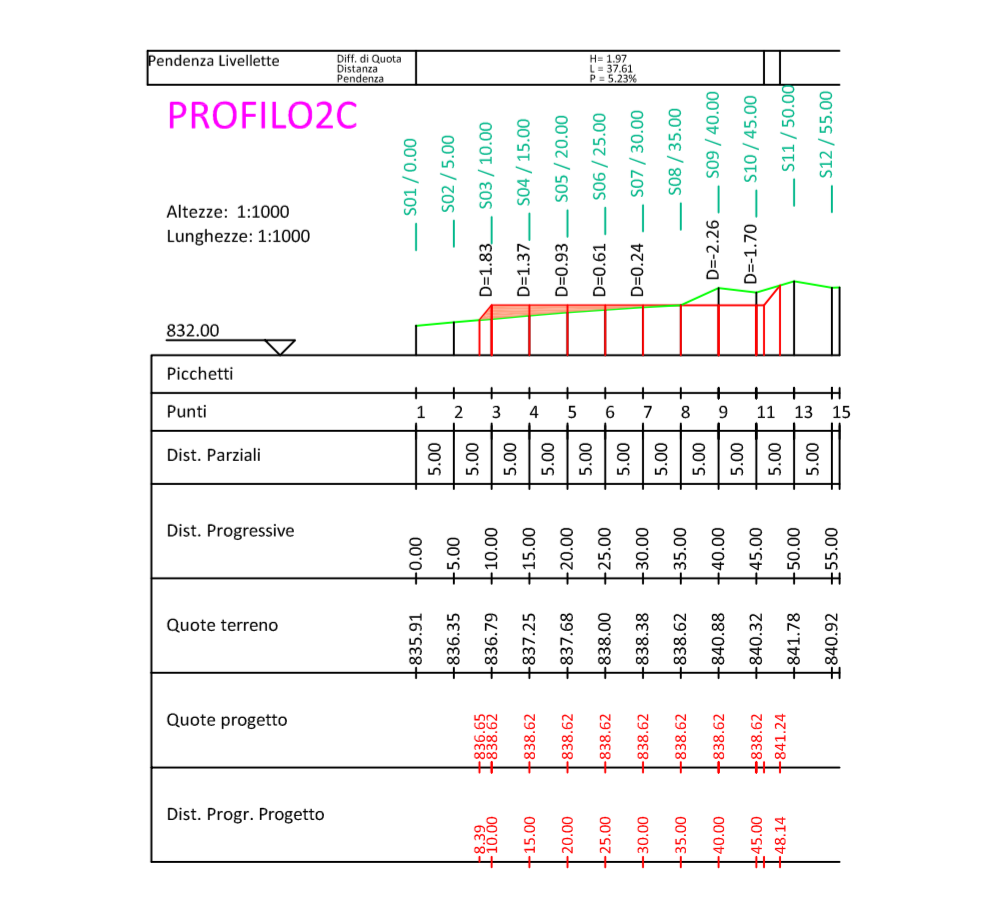 Pendenza Livellette
Diff. di Quota
Distanza
Pendenza
H= 1.97
L = 37.61
P = 5.23%
PROFILO2C
S01 / 0.00
S02 / 5.00
S03 / 10.00
S04 / 15.00
S05 / 20.00
S06 / 25.00
S07 / 30.00
S08 / 35.00
S09 / 40.00
S10 / 45.00
S11 / 50.00
S12 / 55.00
Altezze: 1:1000
Lunghezze: 1:1000
D=1.83
D=1.37
D=0.93
D=0.61
D=0.24
D=-2.26
D=-1.70
832.00
Picchetti
Punti 1 2 3 4 5 6 7 8 9 11 13 15
Dist. Parziali 5.00 5.00 5.00 5.00 5.00 5.00 5.00 5.00 5.00 5.00 5.00
Dist. Progressive 0.00 5.00 10.00 15.00 20.00 25.00 30.00 35.00 40.00 45.00 50.00 55.00
Quote terreno 835.91 836.35 836.79 837.25 837.68 838.00 838.38 838.62 840.88 840.32 841.78 840.92
Quote progetto 836.65 838.62 838.62 838.62 838.62 838.62 838.62 838.62 838.62 841.24
Dist. Progr. Progetto 8.39 10.00 15.00 20.00 25.00 30.00 35.00 40.00 45.00 48.14